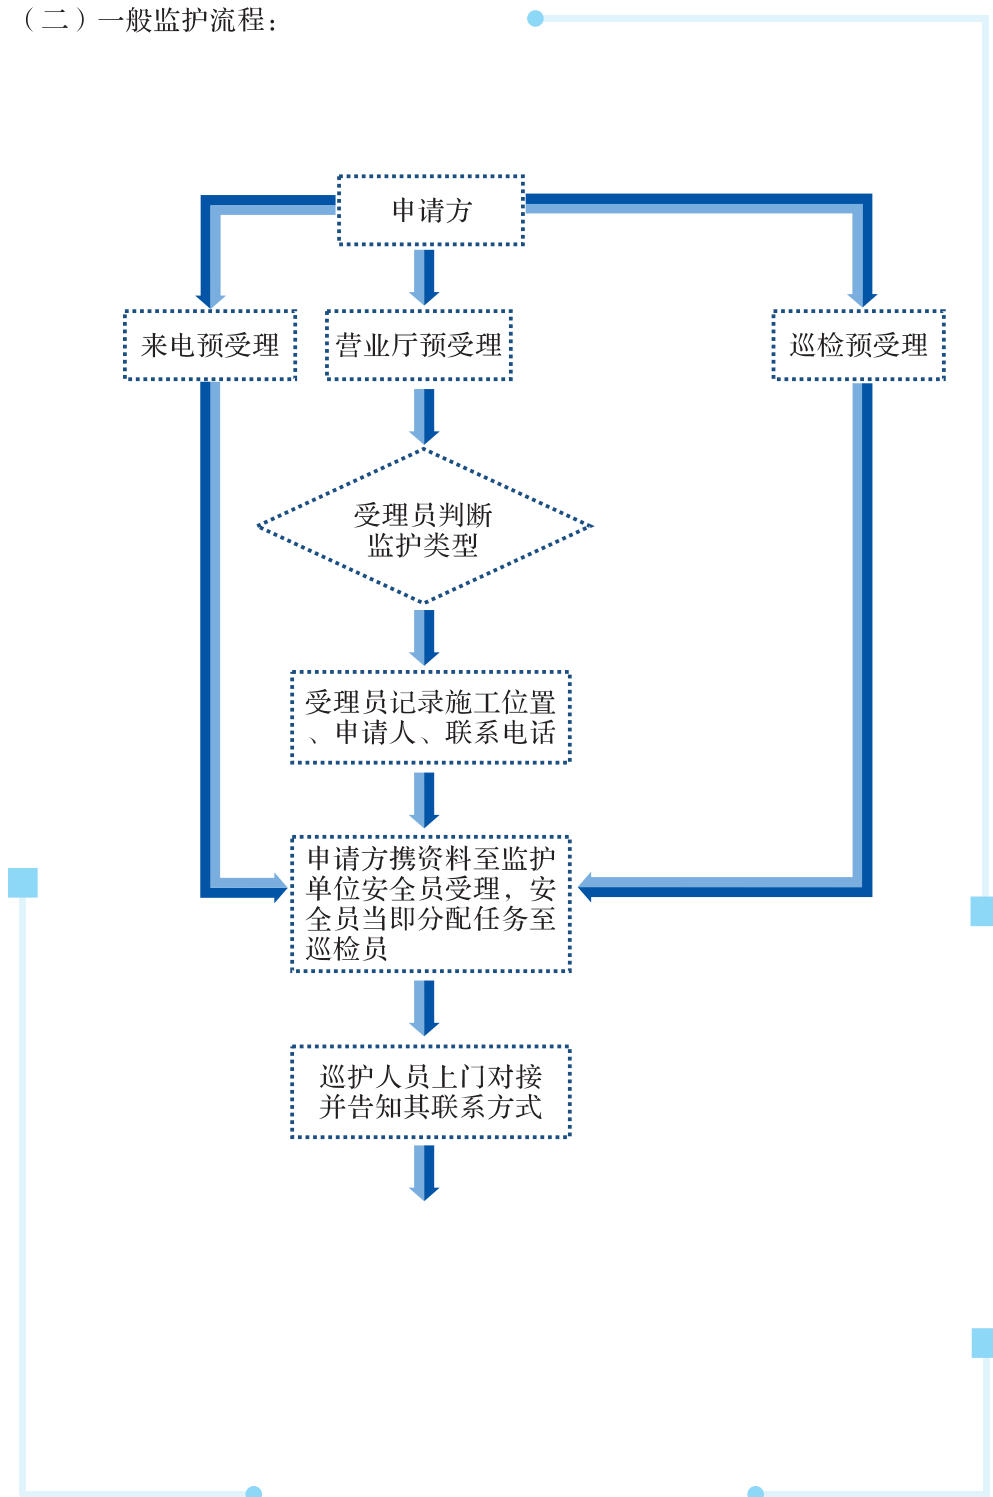 （二）一般监护流程：
申请方
来电预受理
营业厅预受理
巡检预受理
受理员判断
监护类型
受理员记录施工位置
、申请人、联系电话
申请方携资料至监护
单位安全员受理，安
全员当即分配任务至
巡检员
巡护人员上门对接
并告知其联系方式